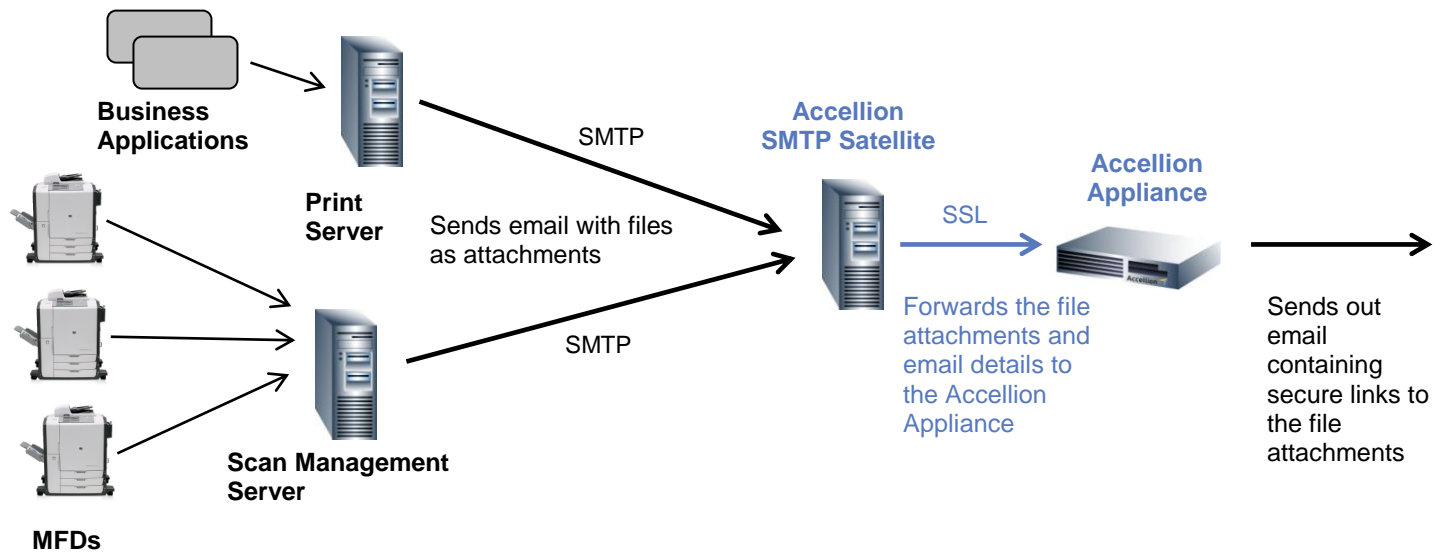 Business
Applications
Print
Server
SMTP
Sends email with files
as attachments
SMTP
Scan Management
Server
MFDs
Accellion
SMTP Satellite
SSL
Forwards the file
attachments and
email details to
the Accellion
Appliance
Accellion
Appliance
Accellion
Sends out
email
containing
secure links to
the file
attachments